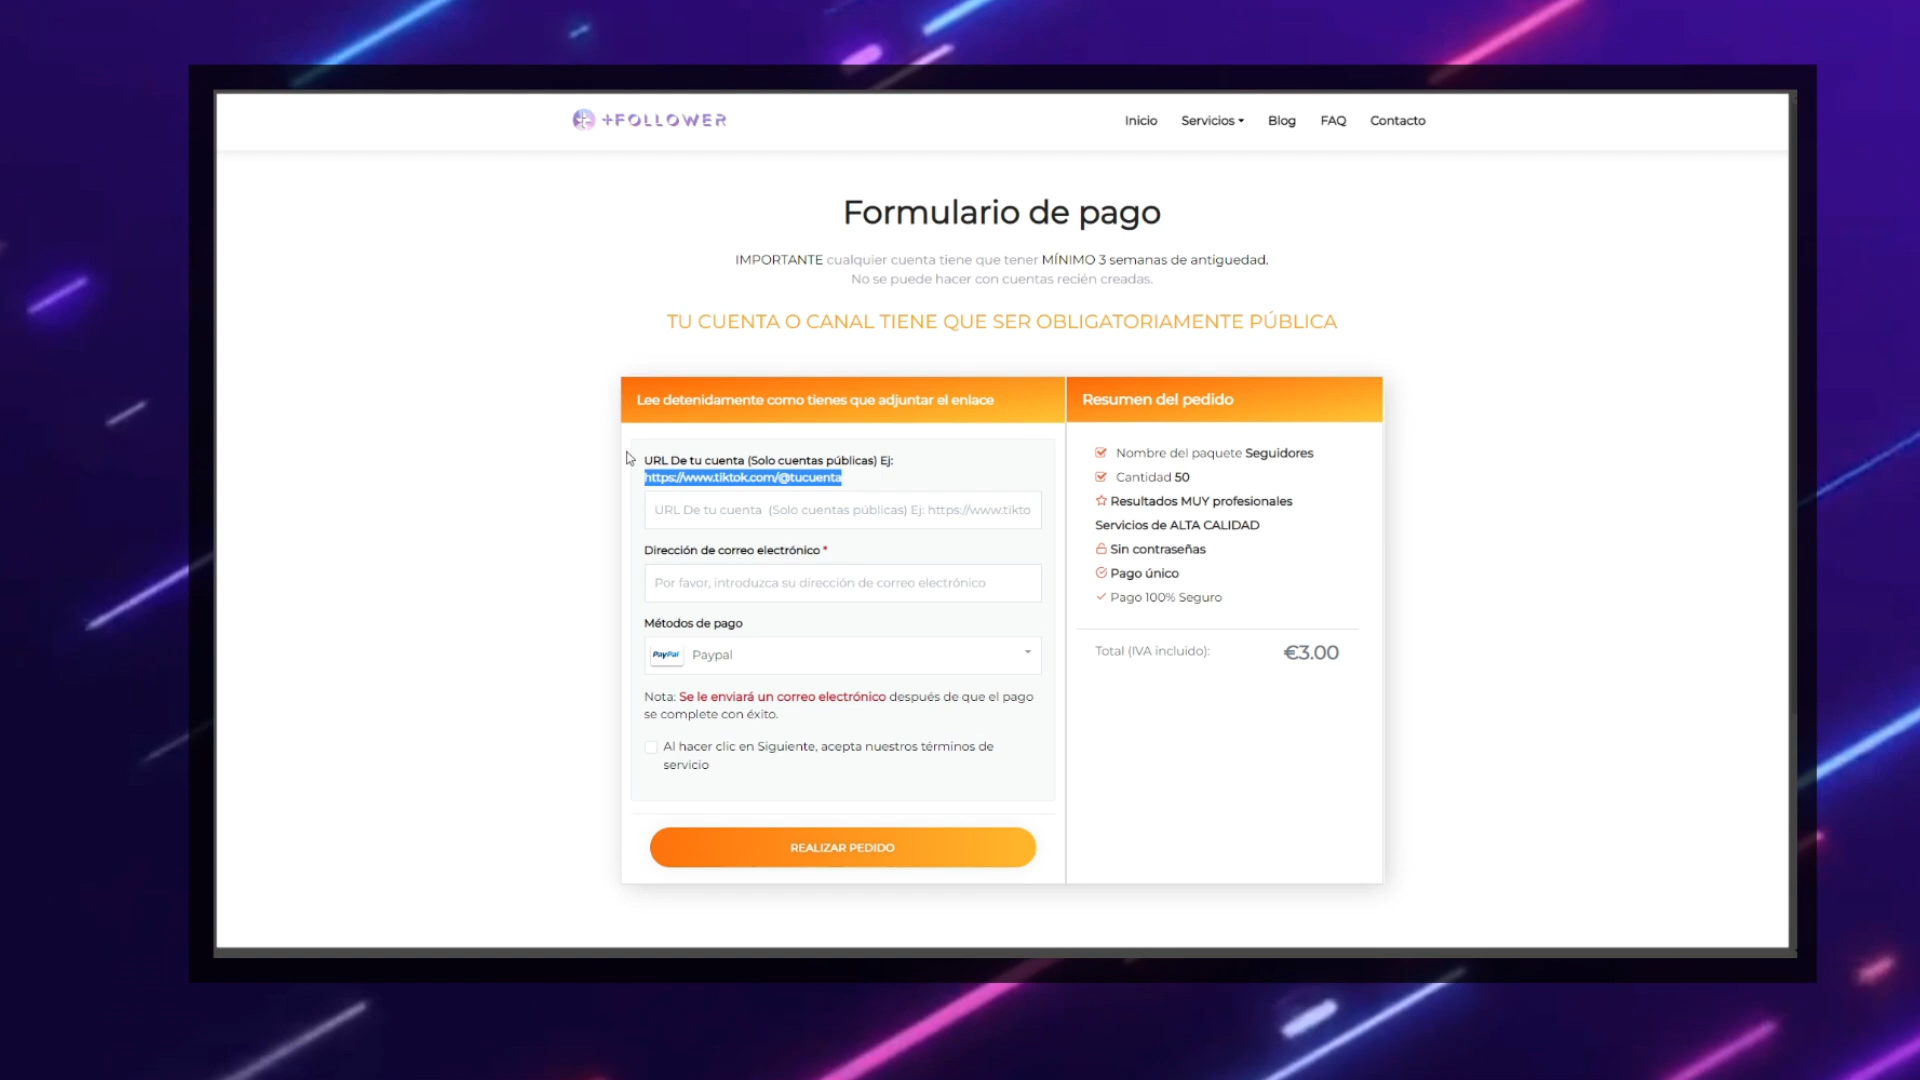 +FOLLOWER
Inicio
Servicios
Blog
FAQ
Contacto
Formulario de pago
IMPORTANTE cualquier cuenta tiene que tener MÍNIMO 3 semanas de antiguedad.
No se puede hacer con cuentas recién creadas.
TU CUENTA O CANAL TIENE QUE SER OBLIGATORIAMENTE PÚBLICA
Lee detenidamente como tienes que adjuntar el enlace
URL De tu cuenta (Solo cuentas públicas) Ej:
https://www.tiktok.com/@tucuenta
URL De tu cuenta (Solo cuentas públicas) Ej: https://www.tikto
Dirección de correo electrónico *
Por favor, introduzca su dirección de correo electrónico
Métodos de pago
PayPal Paypal
Nota: Se le enviará un correo electrónico después de que el pago
se complete con éxito.
Al hacer clic en Siguiente, acepta nuestros términos de
servicio
REALIZAR PEDIDO
Resumen del pedido
Nombre del paquete Seguidores
Cantidad 50
Resultados MUY profesionales
Servicios de ALTA CALIDAD
Sin contraseñas
Pago único
Pago 100% Seguro
Total (IVA incluido): €3.00